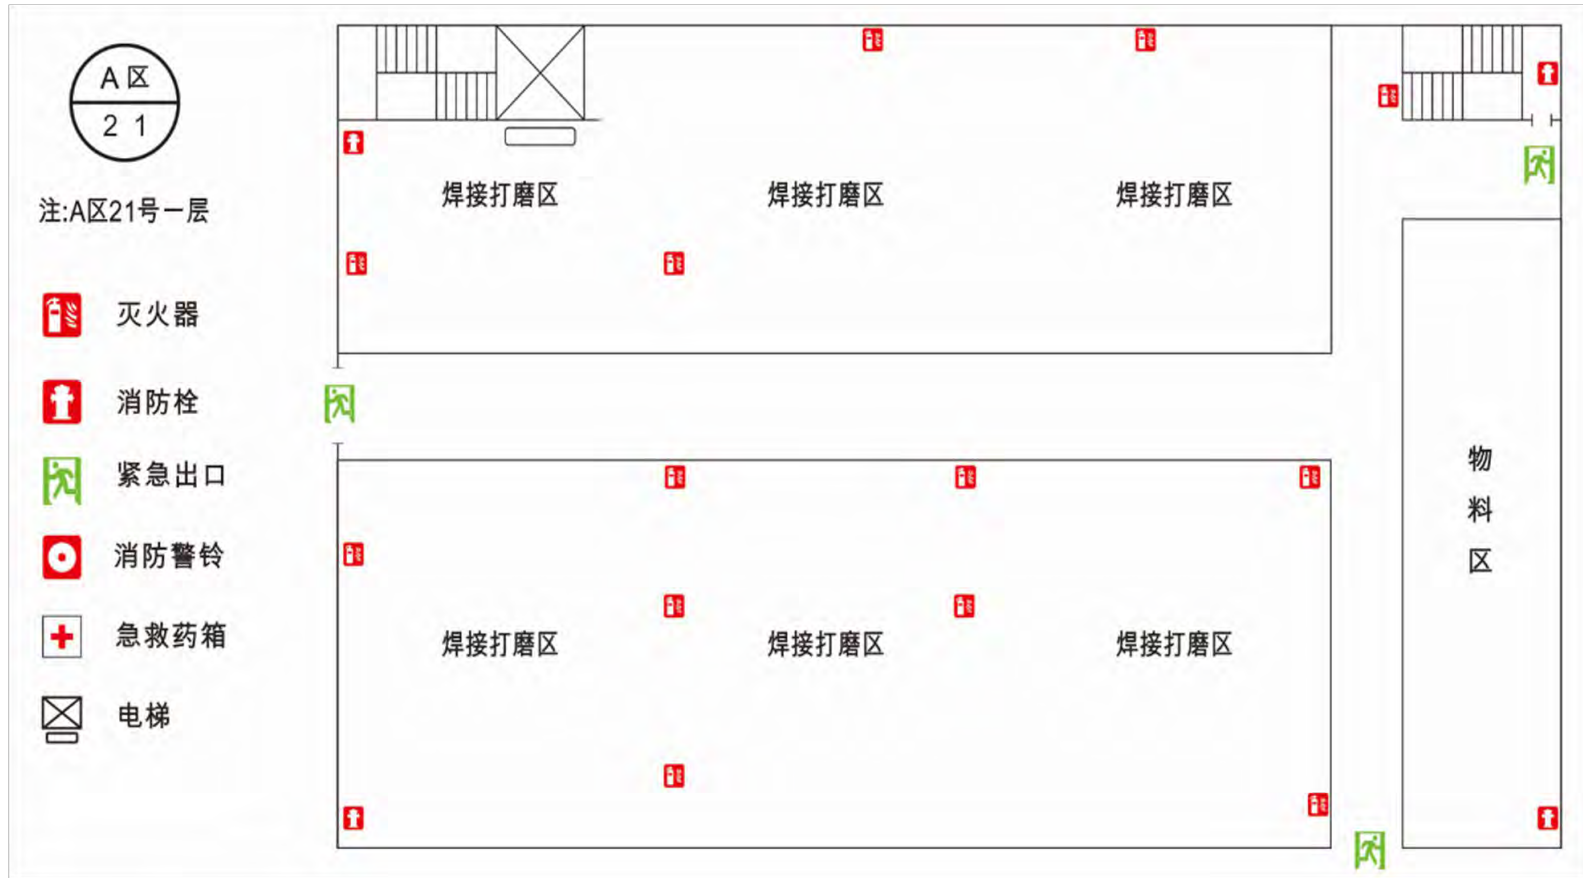 A区
21
注:A区21号一层
灭火器
消防栓
紧急出口
消防警铃
急救药箱
电梯
焊接打磨区
焊接打磨区
焊接打磨区
焊接打磨区
焊接打磨区
焊接打磨区
物
料
区